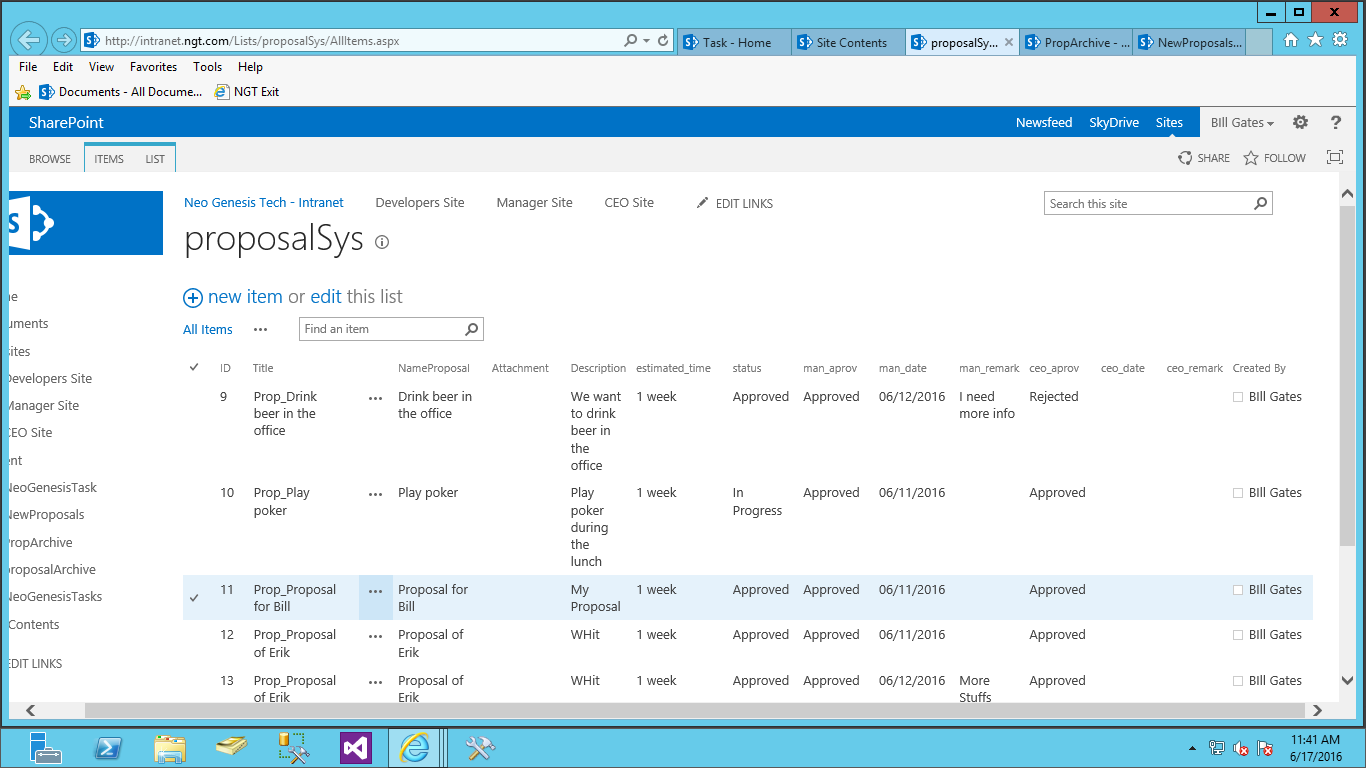 http://intranet.ngt.com/Lists/proposalSys/AllItems.aspx
Task - Home
Site Contents
proposalSy...
PropArchive - ...
NewProposals...
File Edit View Favorites Tools Help
Documents - All Docume... NGT Exit
SharePoint
Newsfeed SkyDrive Sites BIll Gates ?
BROWSE ITEMS LIST
SHARE FOLLOW
Neo Genesis Tech - Intranet Developers Site Manager Site CEO Site EDIT LINKS
Search this site
proposalSys
new item or edit this list
All Items ... Find an item
ID Title NameProposal Attachment Description estimated_time status man_aprov man_date man_remark ceo_aprov ceo_date ceo_remark Created By
9 Prop_Drink ... Drink beer in We want 1 week Approved Approved 06/12/2016 I need Rejected BIll Gates
beer in the the office to drink more info
office beer in
the
office
10 Prop_Play ... Play poker Play 1 week In Approved 06/11/2016 Approved BIll Gates
poker poker Progress
during
the
lunch
11 Prop_Proposal ... Proposal for My 1 week Approved Approved 06/11/2016 Approved BIll Gates
for Bill Bill Proposal
12 Prop_Proposal ... Proposal of WHit 1 week Approved Approved 06/11/2016 Approved BIll Gates
of Erik Erik
13 Prop_Proposal ... Proposal of WHit 1 week Approved Approved 06/12/2016 More Approved BIll Gates
of Erik Erik Stuffs
me
uments
sites
Developers Site
Manager Site
CEO Site
ent
NeoGenesisTask
NewProposals
PropArchive
proposalArchive
NeoGenesisTasks
Contents
EDIT LINKS
11:41 AM
6/17/2016